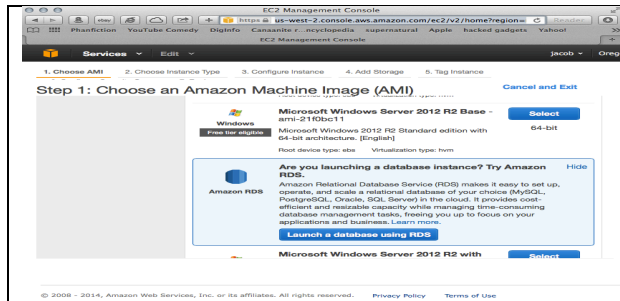 EC2 Management Console
https us-west-2.console.aws.amazon.com/ec2/v2/home?region= Reader
ebay
Phanfiction YouTube Comedy DigInfo Canaanite r...ncyclopedia supernatural Apple hacked gadgets Yahoo!
EC2 Management Console
Services Edit jacob Oreg
1. Choose AMI 2. Choose Instance Type 3. Configure Instance 4. Add Storage 5. Tag Instance
Step 1: Choose an Amazon Machine Image (AMI) Cancel and Exit
Root device type: ebs Virtualization type: hvm
Microsoft Windows Server 2012 R2 Base - ami-21f0bc11
Windows
Free tier eligible
Microsoft Windows 2012 R2 Standard edition with 64-bit architecture. [English]
Root device type: ebs Virtualization type: hvm
Select
64-bit
Are you launching a database instance? Try Amazon RDS. Hide
Amazon RDS
Amazon Relational Database Service (RDS) makes it easy to set up,
operate, and scale a relational database of your choice (MySQL,
PostgreSQL, Oracle, SQL Server) in the cloud. It provides cost-
efficient and resizable capacity while managing time-consuming
database management tasks, freeing you up to focus on your
applications and business. Learn more.
Launch a database using RDS
Microsoft Windows Server 2012 R2 with Select
© 2008 - 2014, Amazon Web Services, Inc. or its affiliates. All rights reserved. Privacy Policy Terms of Use